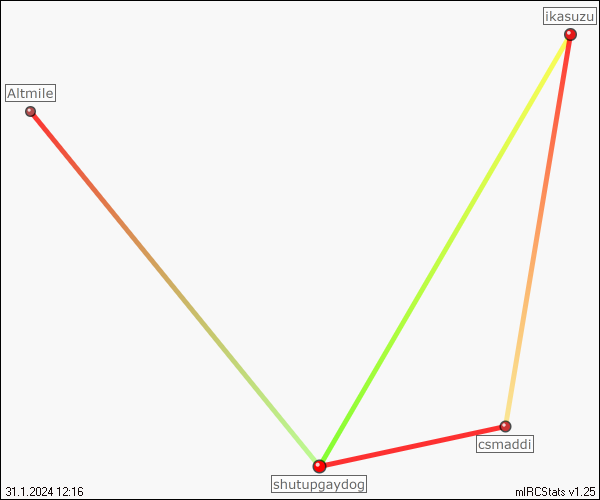 ikasuzu
Altmile
csmaddi
shutupgaydog
31.1.2024 12:16
mIRCStats v1.25